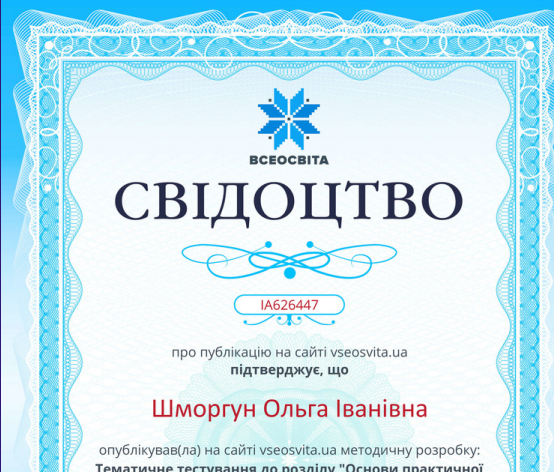 ВСЕОСВІТА
СВІДОЦТВО
IA626447
про публікацію на сайті vseosvita.ua
підтверджує, що
Шморгун Ольга Іванівна
опублікував(ла) на сайті vseosvita.ua методичну розробку:
Тематичне тестування до розділу "Основи практичної